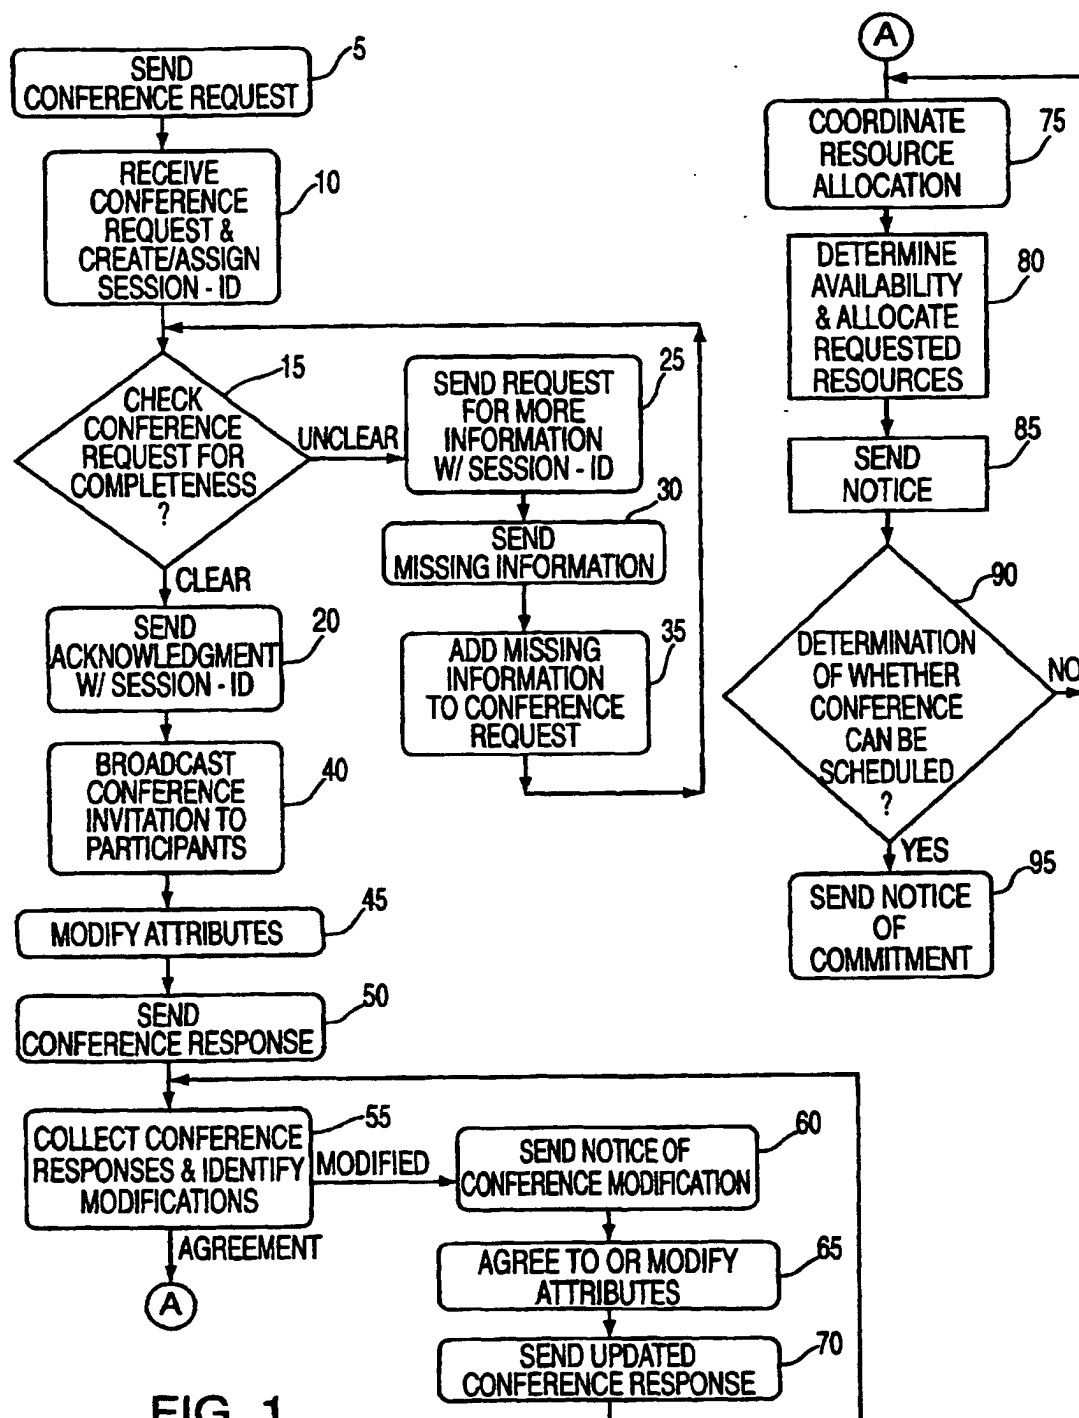 SEND
CONFERENCE REQUEST
5
RECEIVE
CONFERENCE
REQUEST &
CREATE/ASSIGN
SESSION - ID
10
CHECK
CONFERENCE
REQUEST FOR
COMPLETENESS
?
15
UNCLEAR
SEND REQUEST
FOR MORE
INFORMATION
W/ SESSION - ID
25
SEND
MISSING INFORMATION
30
ADD MISSING
INFORMATION
TO CONFERENCE
REQUEST
35
CLEAR
SEND
ACKNOWLEDGMENT
W/ SESSION - ID
20
BROADCAST
CONFERENCE
INVITATION TO
PARTICIPANTS
40
MODIFY ATTRIBUTES
45
SEND
CONFERENCE RESPONSE
50
COLLECT CONFERENCE
RESPONSES & IDENTIFY
MODIFICATIONS
55
MODIFIED
SEND NOTICE OF
CONFERENCE MODIFICATION
60
AGREE TO OR MODIFY
ATTRIBUTES
65
SEND UPDATED
CONFERENCE RESPONSE
70
AGREEMENT
A
A
COORDINATE
RESOURCE
ALLOCATION
75
DETERMINE
AVAILABILITY
& ALLOCATE
REQUESTED
RESOURCES
80
SEND
NOTICE
85
DETERMINATION
OF WHETHER
CONFERENCE
CAN BE
SCHEDULED
?
90
NO
YES
SEND NOTICE
OF
COMMITMENT
95
FIG. 1